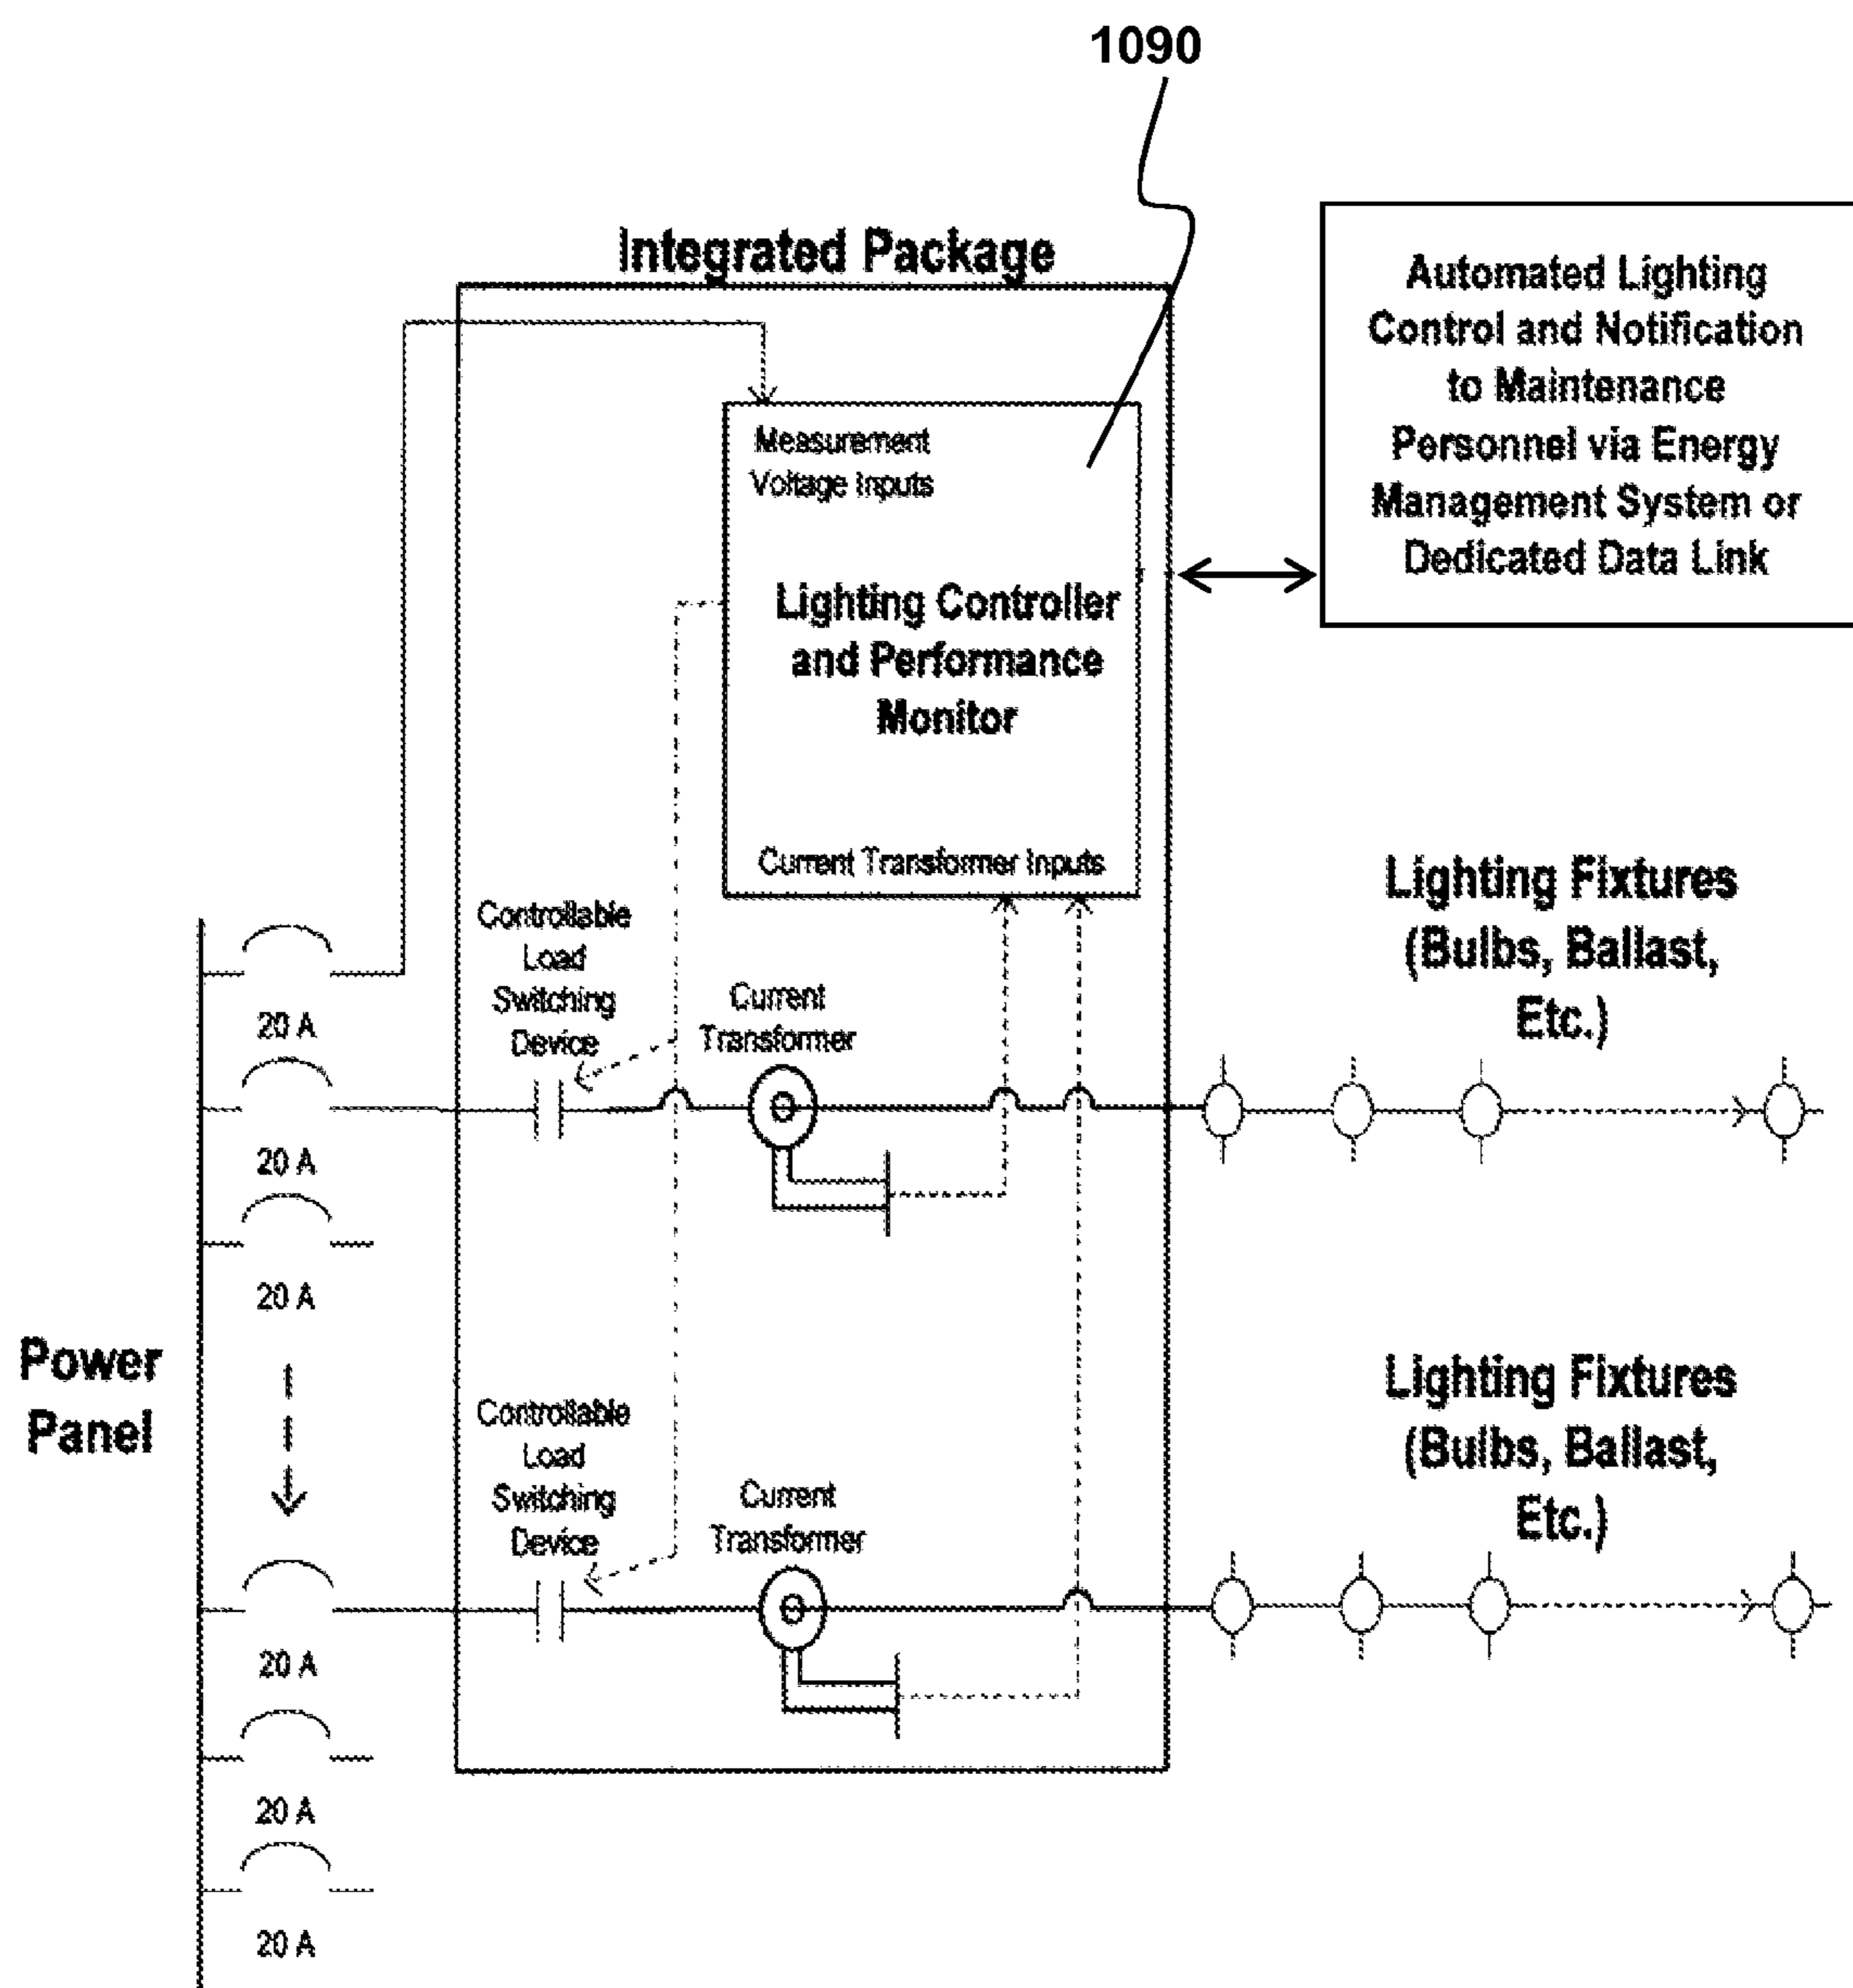 1090
Integrated Package
Automated Lighting
Control and Notification
to Maintenance
Personnel via Energy
Management System or
Dedicated Data Link
Measurement
Voltage Inputs
Lighting Controller
and Performance
Monitor
Current Transformer Inputs
Controllable
Load
Switching
Device
Current
Transformer
Lighting Fixtures
(Bulbs, Ballast,
Etc.)
20 A
20 A
20 A
Power
Panel
Controllable
Load
Switching
Device
Current
Transformer
Lighting Fixtures
(Bulbs, Ballast,
Etc.)
20 A
20 A
20 A